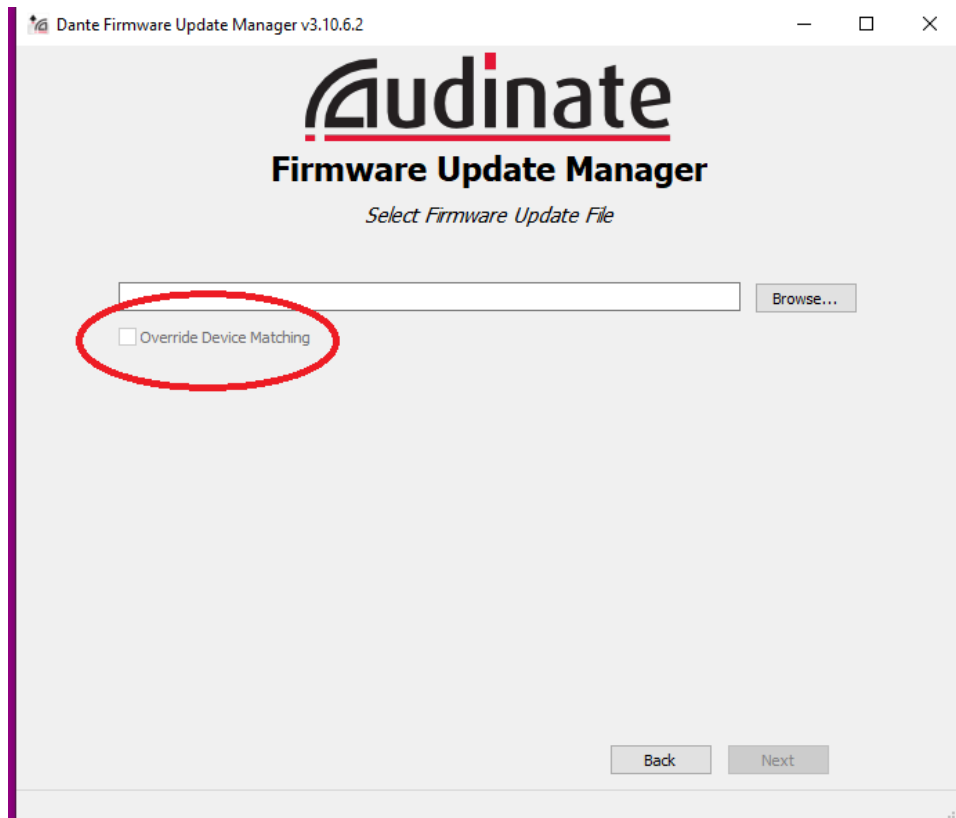 Dante Firmware Update Manager v3.10.6.2
Audinate
Firmware Update Manager
Select Firmware Update File
Browse...
Override Device Matching
Back Next